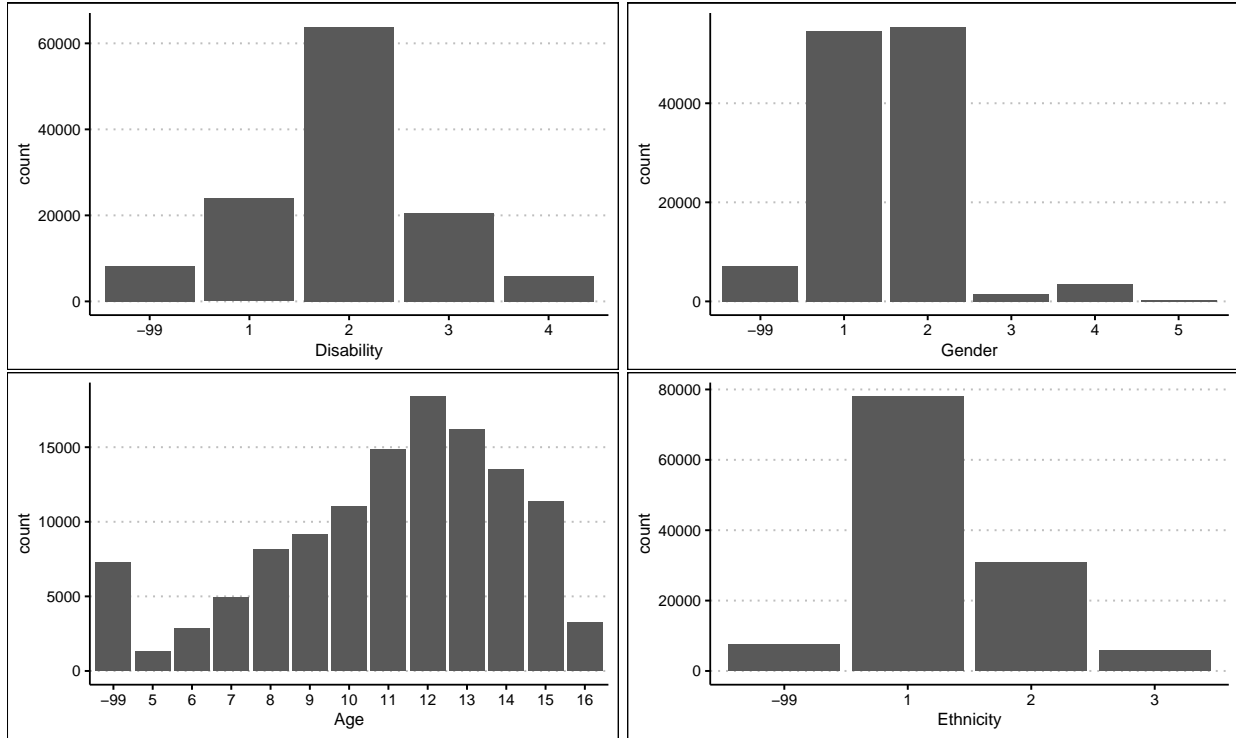 60000
40000
20000
0
count
−99 1 2 3 4
Disability
40000
20000
0
count
−99 1 2 3 4 5
Gender
15000
10000
5000
0
count
−99 5 6 7 8 9 10 11 12 13 14 15 16
Age
80000
60000
40000
20000
0
count
−99 1 2 3
Ethnicity